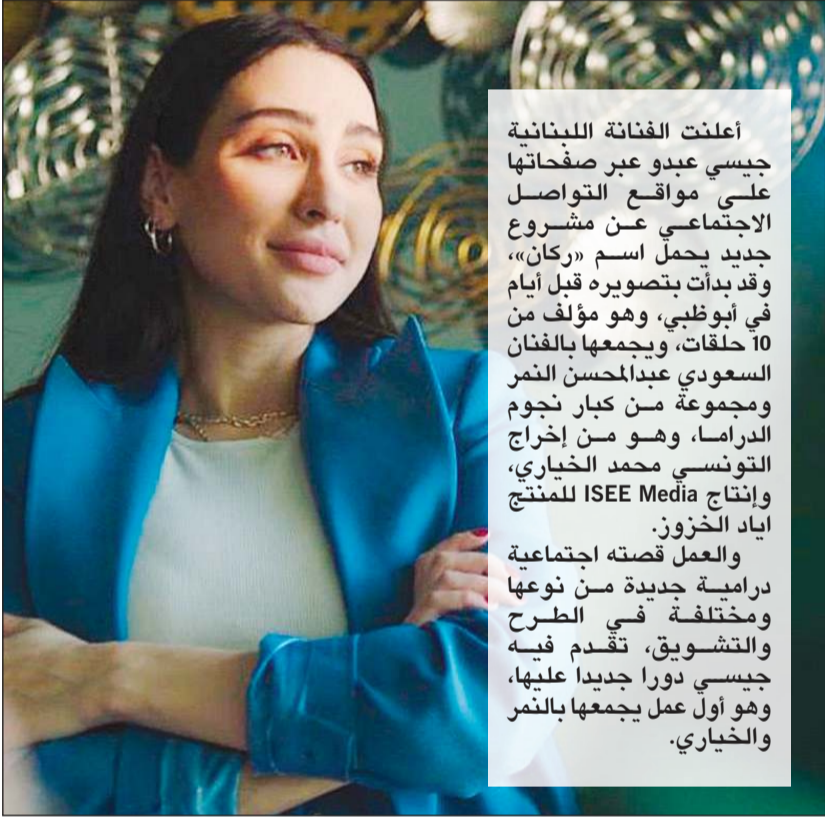 أعلنت الفنانة اللبنانية
جيسي عبدو عبر صفحاتها
على مواقع التواصل
الاجتماعي عن مشروع
جديد يحمل اسم «ركان»،
وقد بدأت بتصويره قبل أيام
في أبوظبي، وهو مؤلف من
10 حلقات، ويجمعها بالفنان
السعودي عبدالمحسن النمر
ومجموعة من كبار نجوم
الدراما، وهو من إخراج
التونسي محمد الخياري،
وإنتاج ISEE Media للمنتج
اياد الخزوز.
والعمل قصته اجتماعية
درامية جديدة من نوعها
ومختلفة في الطرح
والتشويق، تقدم فيه
جيسي دورا جديدا عليها،
وهو أول عمل يجمعها بالنمر
والخياري.